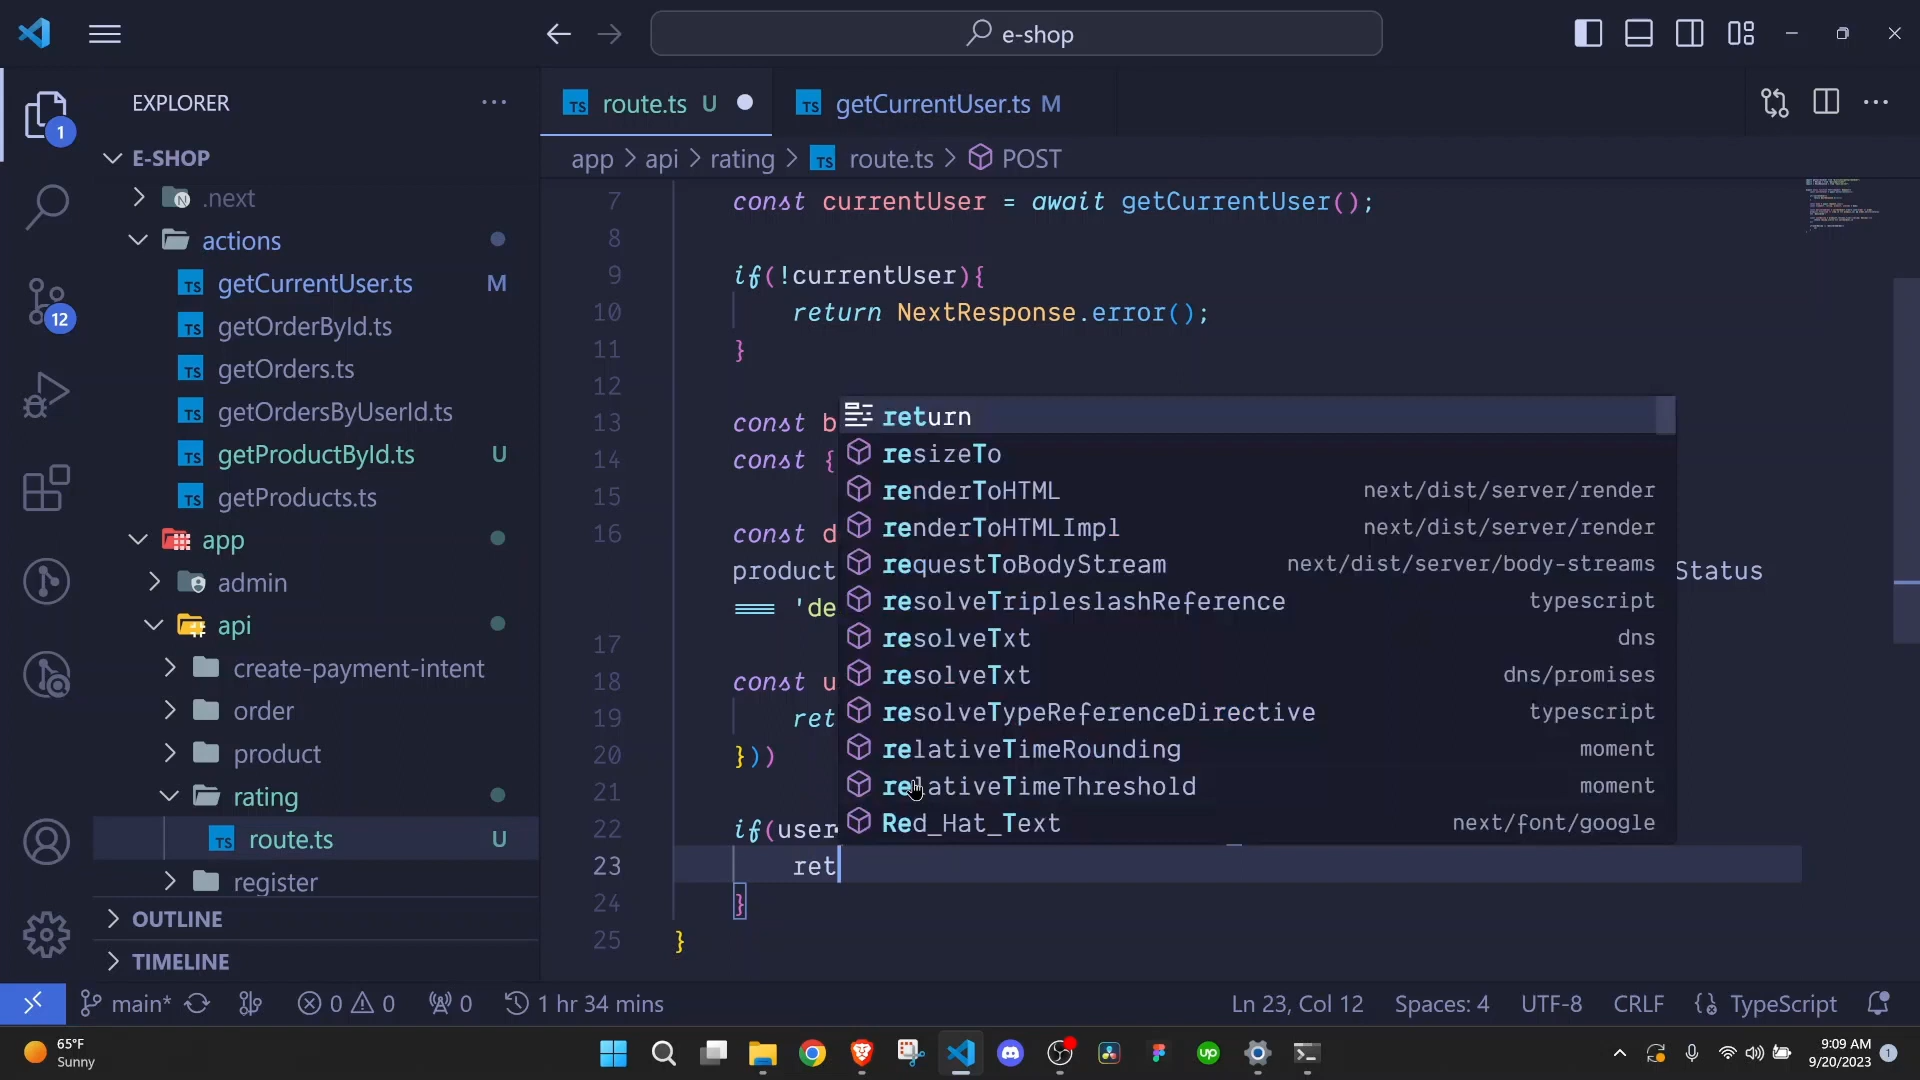 e-shop
EXPLORER
route.ts U
getCurrentUser.ts M
1
E-SHOP
app > api > rating > TS route.ts > POST
.next
actions
getCurrentUser.ts M
getOrderById.ts
getOrders.ts
getOrdersByUserId.ts
getProductById.ts U
getProducts.ts
app
admin
api
create-payment-intent
order
product
rating
route.ts U
register
OUTLINE
TIMELINE
12
7 const currentUser = await getCurrentUser();
8
9 if(!currentUser){
10 return NextResponse.error();
11 }
12
13 const b
14 const {
15
16 const d
product Status
=== 'de
17
18 const u
19 ret
20 }))
21
22 if(user
23 ret
24 }
25 }
return
resizeTo
renderToHTML next/dist/server/render
renderToHTMLImpl next/dist/server/render
requestToBodyStream next/dist/server/body-streams
resolveTripleslashReference typescript
resolveTxt dns
resolveTxt dns/promises
resolveTypeReferenceDirective typescript
relativeTimeRounding moment
relativeTimeThreshold moment
Red_Hat_Text next/font/google
main* 0 0 0 1 hr 34 mins Ln 23, Col 12 Spaces: 4 UTF-8 CRLF TypeScript
65°F
Sunny
9:09 AM
9/20/2023
1